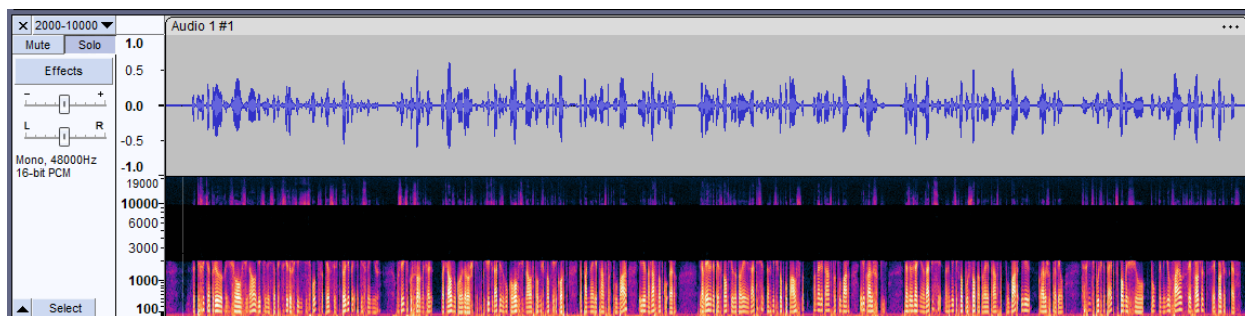 × 2000-10000 ▼
Audio 1 #1
...
Mute Solo
Effects
- +
L R
Mono, 48000Hz
16-bit PCM
▲ Select
1.0
0.5
0.0
-0.5
-1.0
19000
10000
6000
3000
1000
100